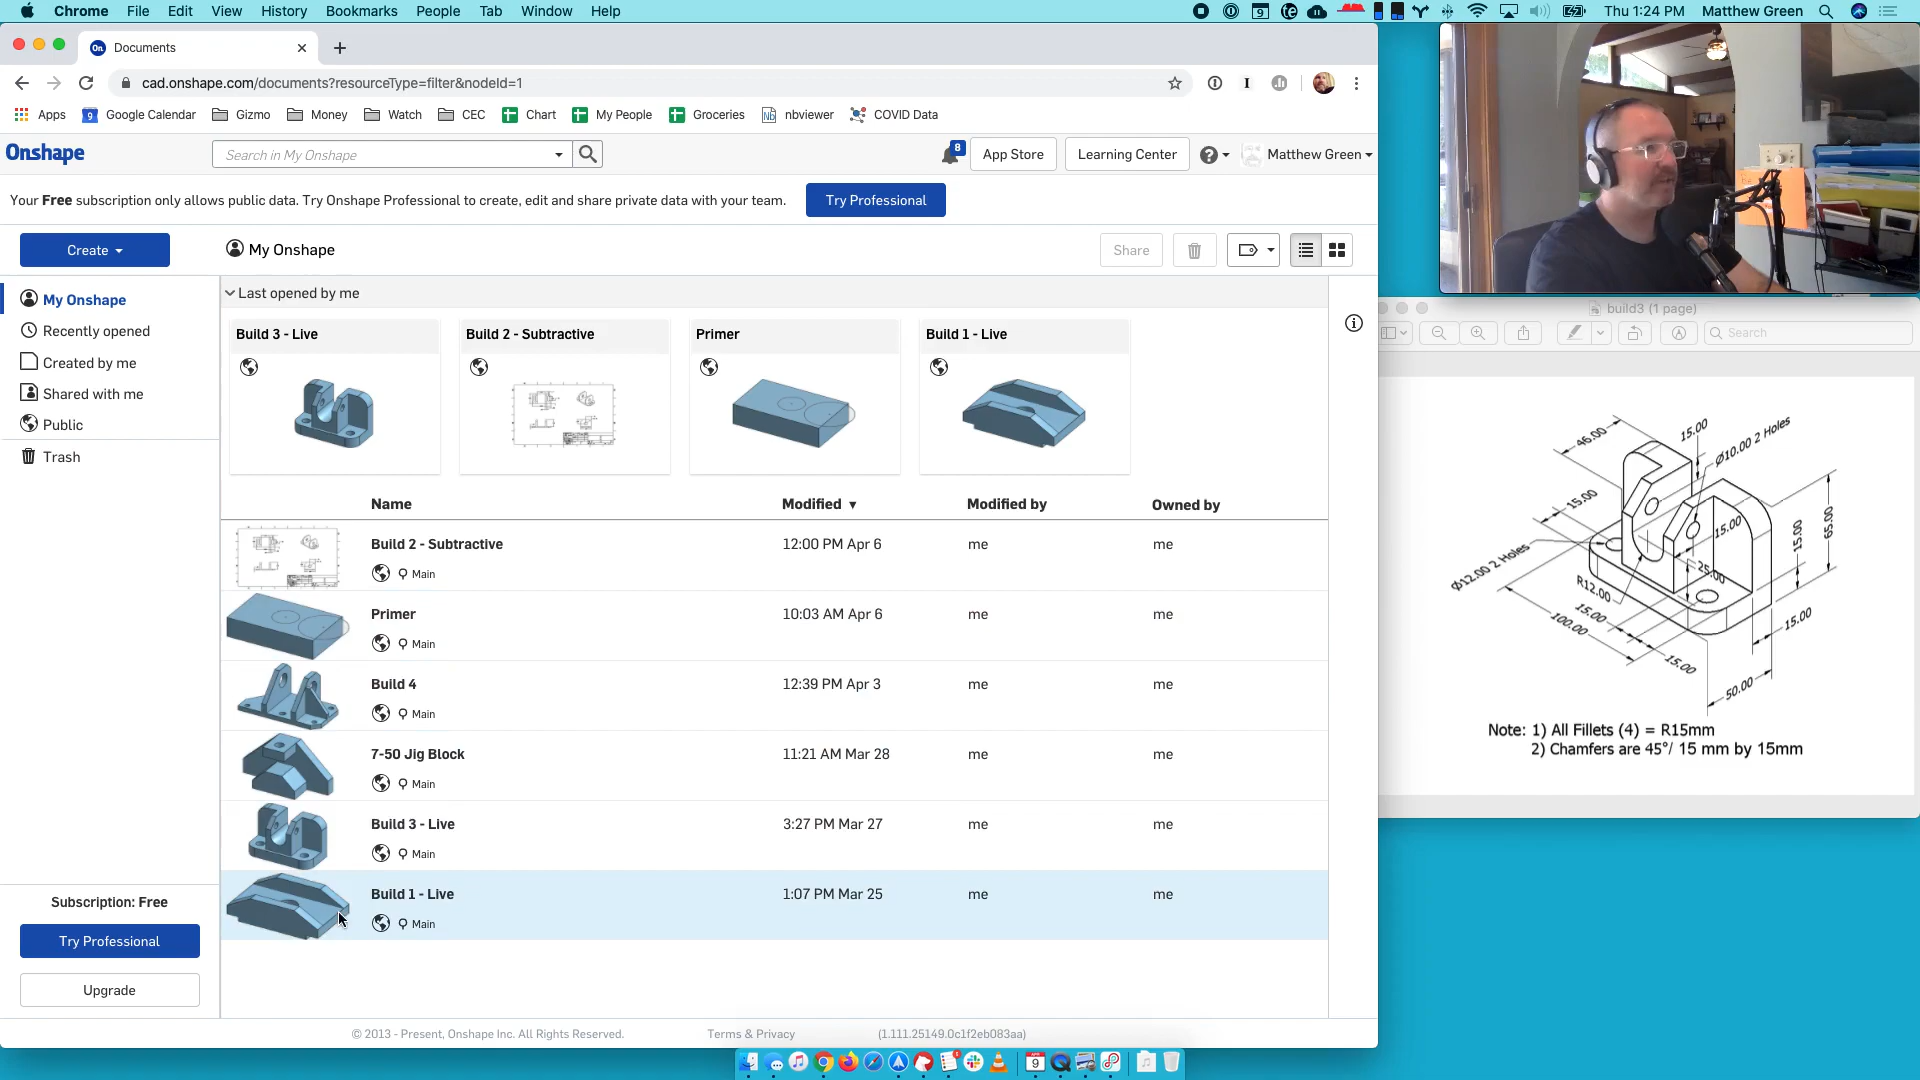 Chrome File Edit View History Bookmarks People Tab Window Help
9 Thu 1:24 PM Matthew Green
On Documents
cad.onshape.com/documents?resourceType=filter&nodeId=1
Apps 9 Google Calendar Gizmo Money Watch CEC Chart My People Groceries nbviewer COVID Data
Onshape Search in My Onshape 8 App Store Learning Center Matthew Green
Your Free subscription only allows public data. Try Onshape Professional to create, edit and share private data with your team. Try Professional
Create My Onshape Share
My Onshape
Recently opened
Created by me
Shared with me
Public
Trash
Last opened by me
Build 3 - Live Build 2 - Subtractive Primer Build 1 - Live
Name Modified ▼ Modified by Owned by
Build 2 - Subtractive 12:00 PM Apr 6 me me
Main
Primer 10:03 AM Apr 6 me me
Main
Build 4 12:39 PM Apr 3 me me
Main
7-50 Jig Block 11:21 AM Mar 28 me me
Main
Build 3 - Live 3:27 PM Mar 27 me me
Main
Build 1 - Live 1:07 PM Mar 25 me me
Main
Subscription: Free
Try Professional
Upgrade
© 2013 - Present, Onshape Inc. All Rights Reserved. Terms & Privacy (1.111.25149.0c1f2eb083aa)
build3 (1 page)
Search
46.00
15.00
Ø10.00 2 Holes
15.00
15.00
15.00
65.00
Ø12.00 2 Holes
R12.00
25.00
15.00
100.00
15.00
15.00
50.00
Note: 1) All Fillets (4) = R15mm
2) Chamfers are 45°/ 15 mm by 15mm